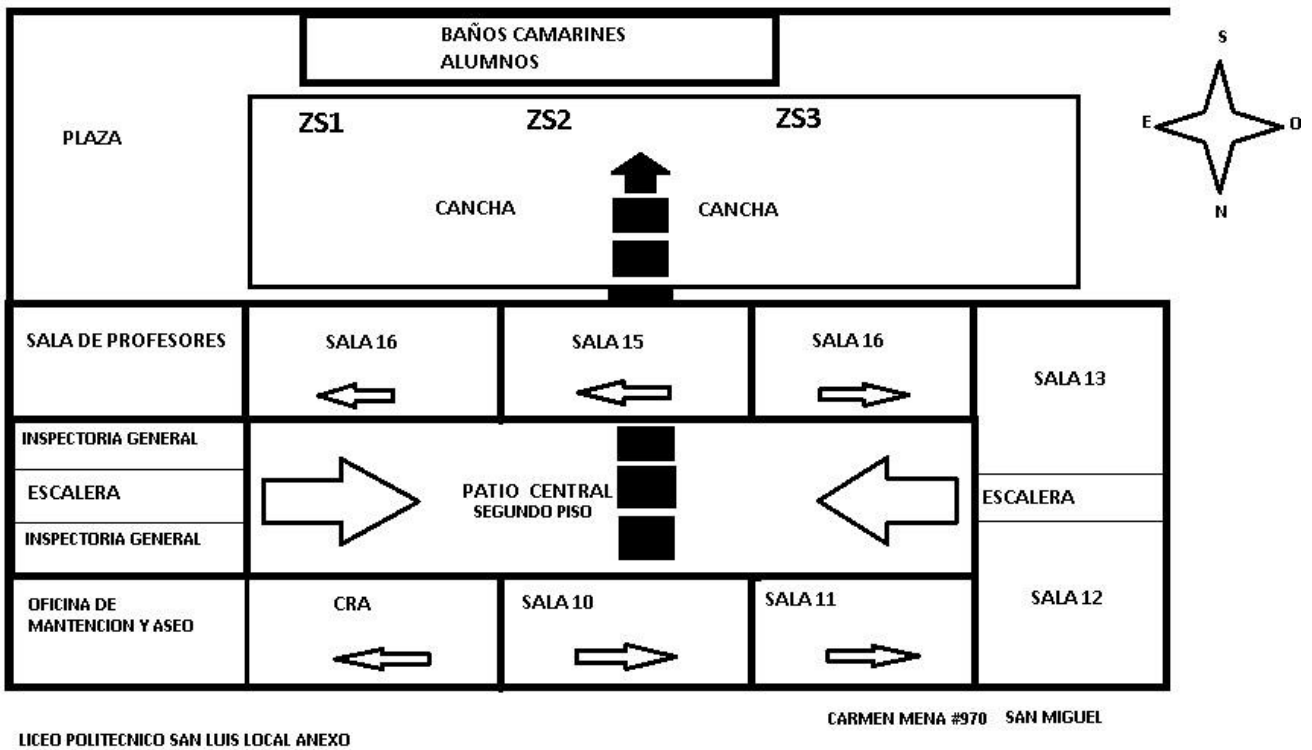 BAÑOS CAMARINES
ALUMNOS
S
ZS1
ZS2
ZS3
E
O
PLAZA
CANCHA
CANCHA
N
SALA DE PROFESORES
SALA 16
SALA 15
SALA 16
SALA 13
INSPECTORIA GENERAL
ESCALERA
PATIO CENTRAL
SEGUNDO PISO
ESCALERA
INSPECTORIA GENERAL
OFICINA DE
MANTENCION Y ASEO
CRA
SALA 10
SALA 11
SALA 12
CARMEN MENA #970 SAN MIGUEL
LICEO POLITECNICO SAN LUIS LOCAL ANEXO